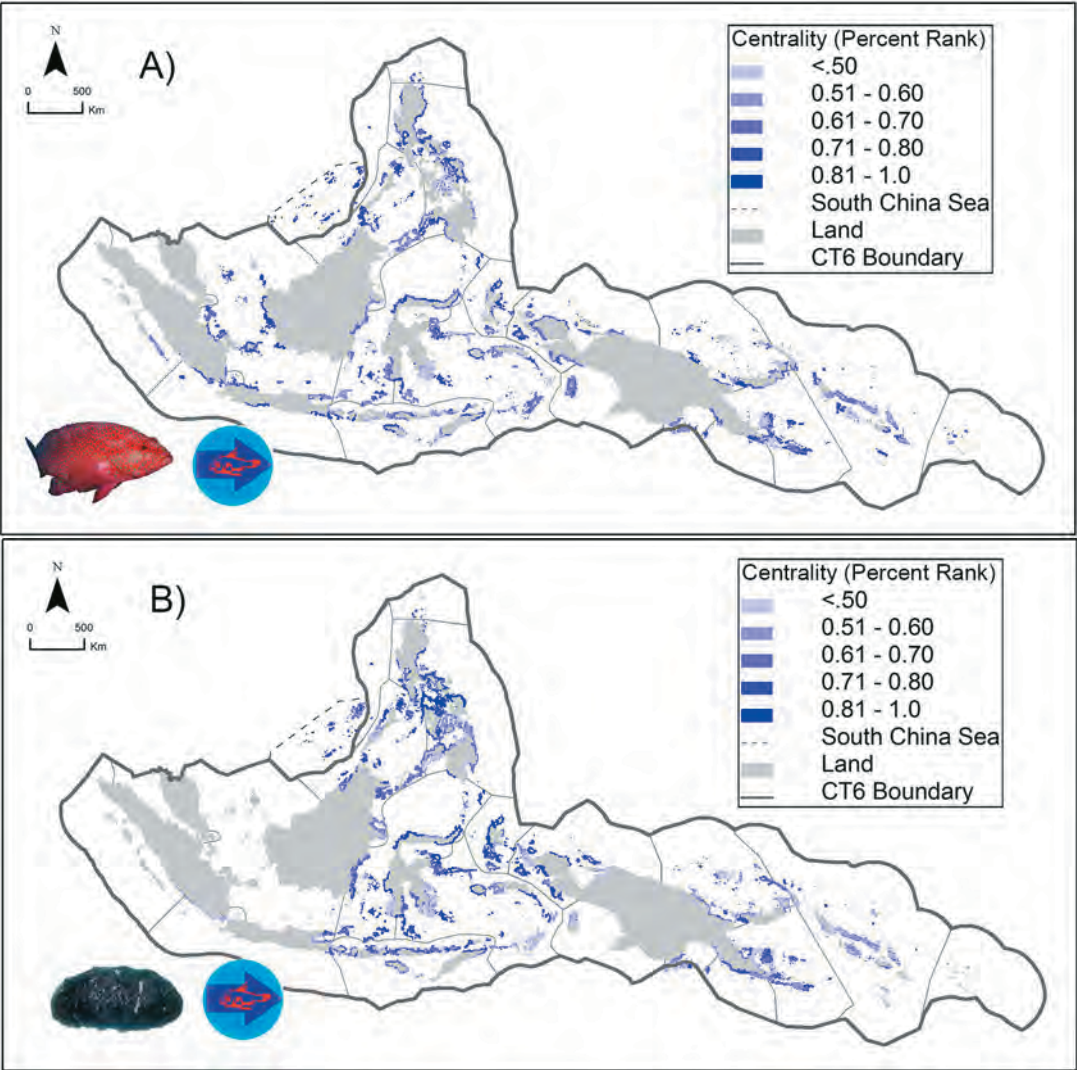 N
0 500
Km
A)
Centrality (Percent Rank)
<.50
0.51 - 0.60
0.61 - 0.70
0.71 - 0.80
0.81 - 1.0
South China Sea
Land
CT6 Boundary
N
0 500
Km
B)
Centrality (Percent Rank)
<.50
0.51 - 0.60
0.61 - 0.70
0.71 - 0.80
0.81 - 1.0
South China Sea
Land
CT6 Boundary